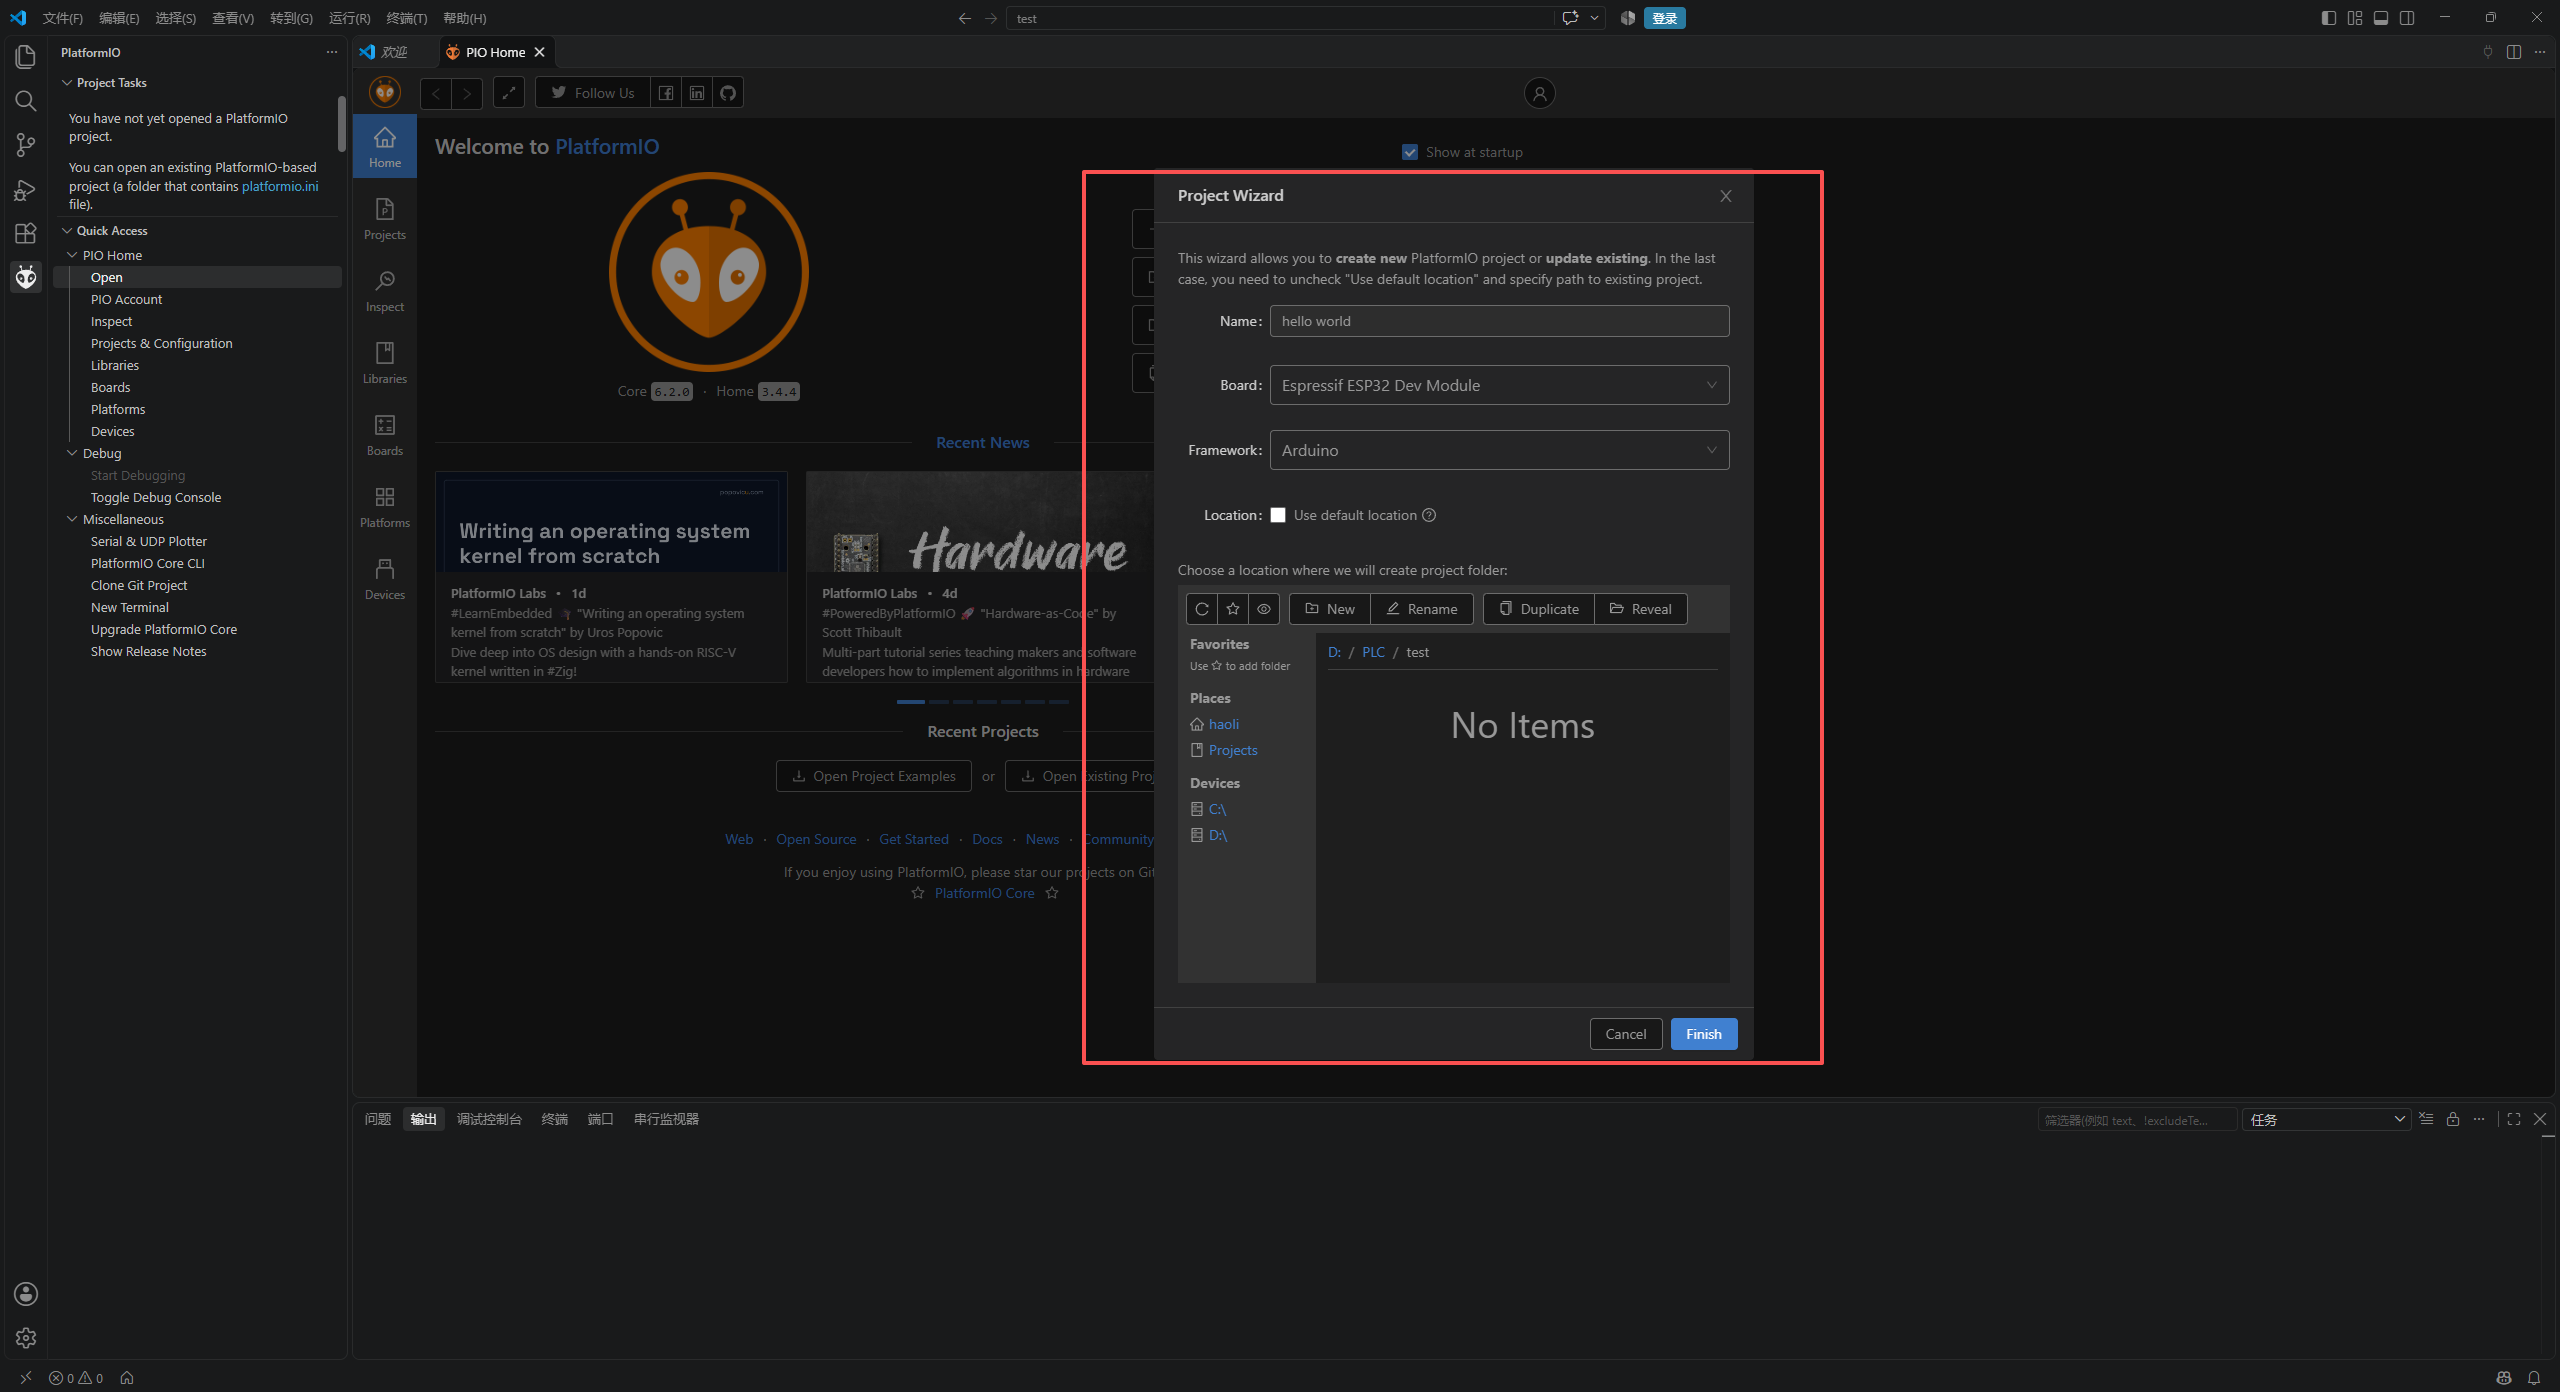 文件(F) 编辑(E) 选择(S) 查看(V) 转到(G) 运行(R) 终端(T) 帮助(H)
test
登录
PlatformIO
Project Tasks
You have not yet opened a PlatformIO
project.
You can open an existing PlatformIO-based
project (a folder that contains platformio.ini
file).
Quick Access
PIO Home
Open
PIO Account
Inspect
Projects & Configuration
Libraries
Boards
Platforms
Devices
Debug
Start Debugging
Toggle Debug Console
Miscellaneous
Serial & UDP Plotter
PlatformIO Core CLI
Clone Git Project
New Terminal
Upgrade PlatformIO Core
Show Release Notes
欢迎 PIO Home
Follow Us
Home
Projects
Inspect
Libraries
Boards
Platforms
Devices
Welcome to PlatformIO
Show at startup
Core 6.2.0 · Home 3.4.4
Recent News
popovicu.com
Writing an operating system
kernel from scratch
PlatformIO Labs • 1d
#LearnEmbedded "Writing an operating system
kernel from scratch" by Uros Popovic
Dive deep into OS design with a hands-on RISC-V
kernel written in #Zig!
Hardware
PlatformIO Labs • 4d
#PoweredByPlatformIO 🚀 "Hardware-as-Code" by
Scott Thibault
Multi-part tutorial series teaching makers and software
developers how to implement algorithms in hardware
Recent Projects
Open Project Examples or Open Existing Proj
Web · Open Source · Get Started · Docs · News · Community
If you enjoy using PlatformIO, please star our projects on Git
☆ PlatformIO Core ☆
Project Wizard
This wizard allows you to create new PlatformIO project or update existing. In the last
case, you need to uncheck "Use default location" and specify path to existing project.
Name: hello world
Board: Espressif ESP32 Dev Module
Framework: Arduino
Location: Use default location
Choose a location where we will create project folder:
New Rename Duplicate Reveal
Favorites
Use ☆ to add folder
Places
haoli
Projects
Devices
C:\
D:\
D: / PLC / test
No Items
Cancel Finish
问题 输出 调试控制台 终端 端口 串行监视器
筛选器(例如 text、!excludeTe...
任务
0 0